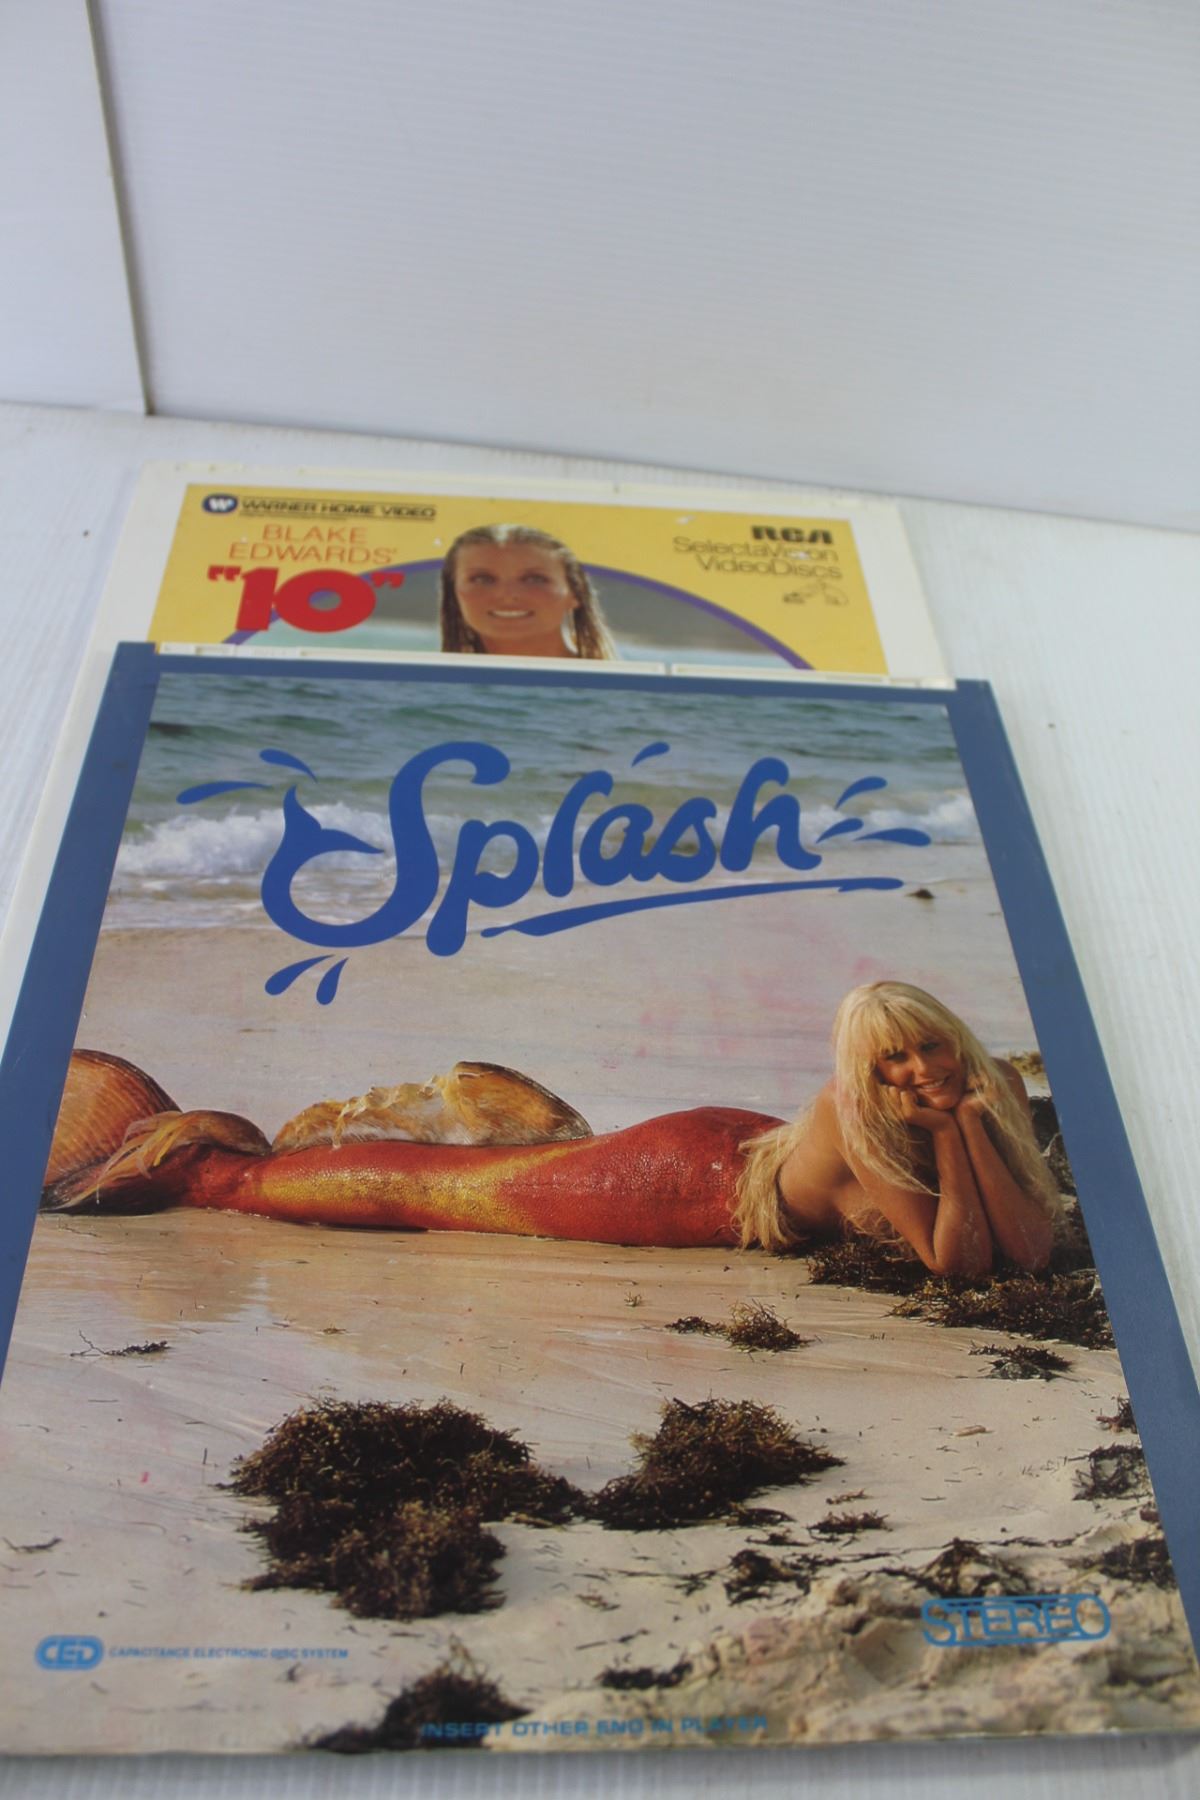 WARNER HOME VIDEO
BLAKE
EDWARDS'
"10"
RCA
SelectaVision
VideoDiscs
Splash
STEREO
CED CAPACITANCE ELECTRONIC DISC SYSTEM
INSERT OTHER END IN PLAYER